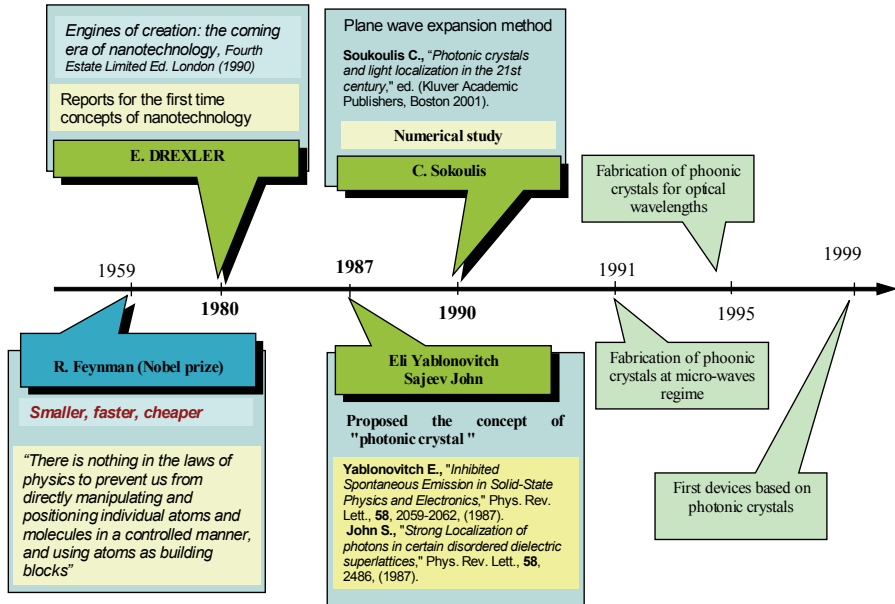 Engines of creation: the coming
era of nanotechnology, Fourth
Estate Limited Ed. London (1990)
Reports for the first time
concepts of nanotechnology
E. DREXLER
Plane wave expansion method
Soukoulis C., “Photonic crystals
and light localization in the 21st
century," ed. (Kluver Academic
Publishers, Boston 2001).
Numerical study
C. Sokoulis
Fabrication of phoonic
crystals for optical
wavelengths
1959
1980
1987
1990
1991
1995
1999
R. Feynman (Nobel prize)
Smaller, faster, cheaper
“There is nothing in the laws of
physics to prevent us from
directly manipulating and
positioning individual atoms and
molecules in a controlled manner,
and using atoms as building
blocks”
Eli Yablonovitch
Sajeev John
Proposed the concept of
"photonic crystal "
Yablonovitch E., "Inhibited
Spontaneous Emission in Solid-State
Physics and Electronics," Phys. Rev.
Lett., 58, 2059-2062, (1987).
John S., "Strong Localization of
photons in certain disordered dielectric
superlattices," Phys. Rev. Lett., 58,
2486, (1987).
Fabrication of phoonic
crystals at micro-waves
regime
First devices based on
photonic crystals